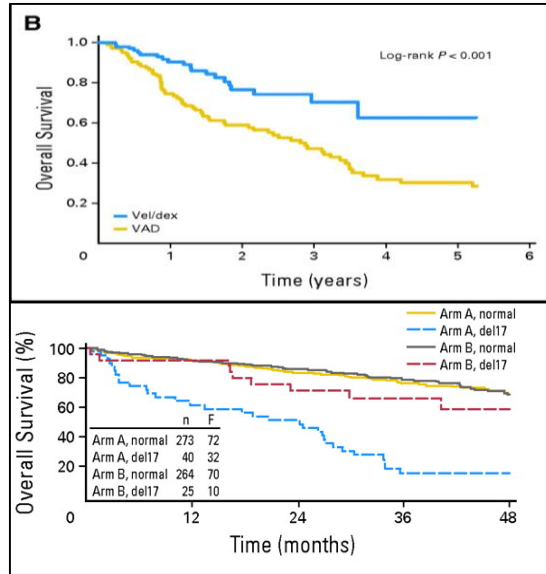 B
Overall Survival
1.0
0.8
0.6
0.4
0.2
Log-rank P < 0.001
Vel/dex
VAD
0 1 2 3 4 5 6
Time (years)
Overall Survival (%)
100
80
60
40
20
Arm A, normal
Arm A, del17
Arm B, normal
Arm B, del17
n F
Arm A, normal 273 72
Arm A, del17 40 32
Arm B, normal 264 70
Arm B, del17 25 10
0 12 24 36 48
Time (months)